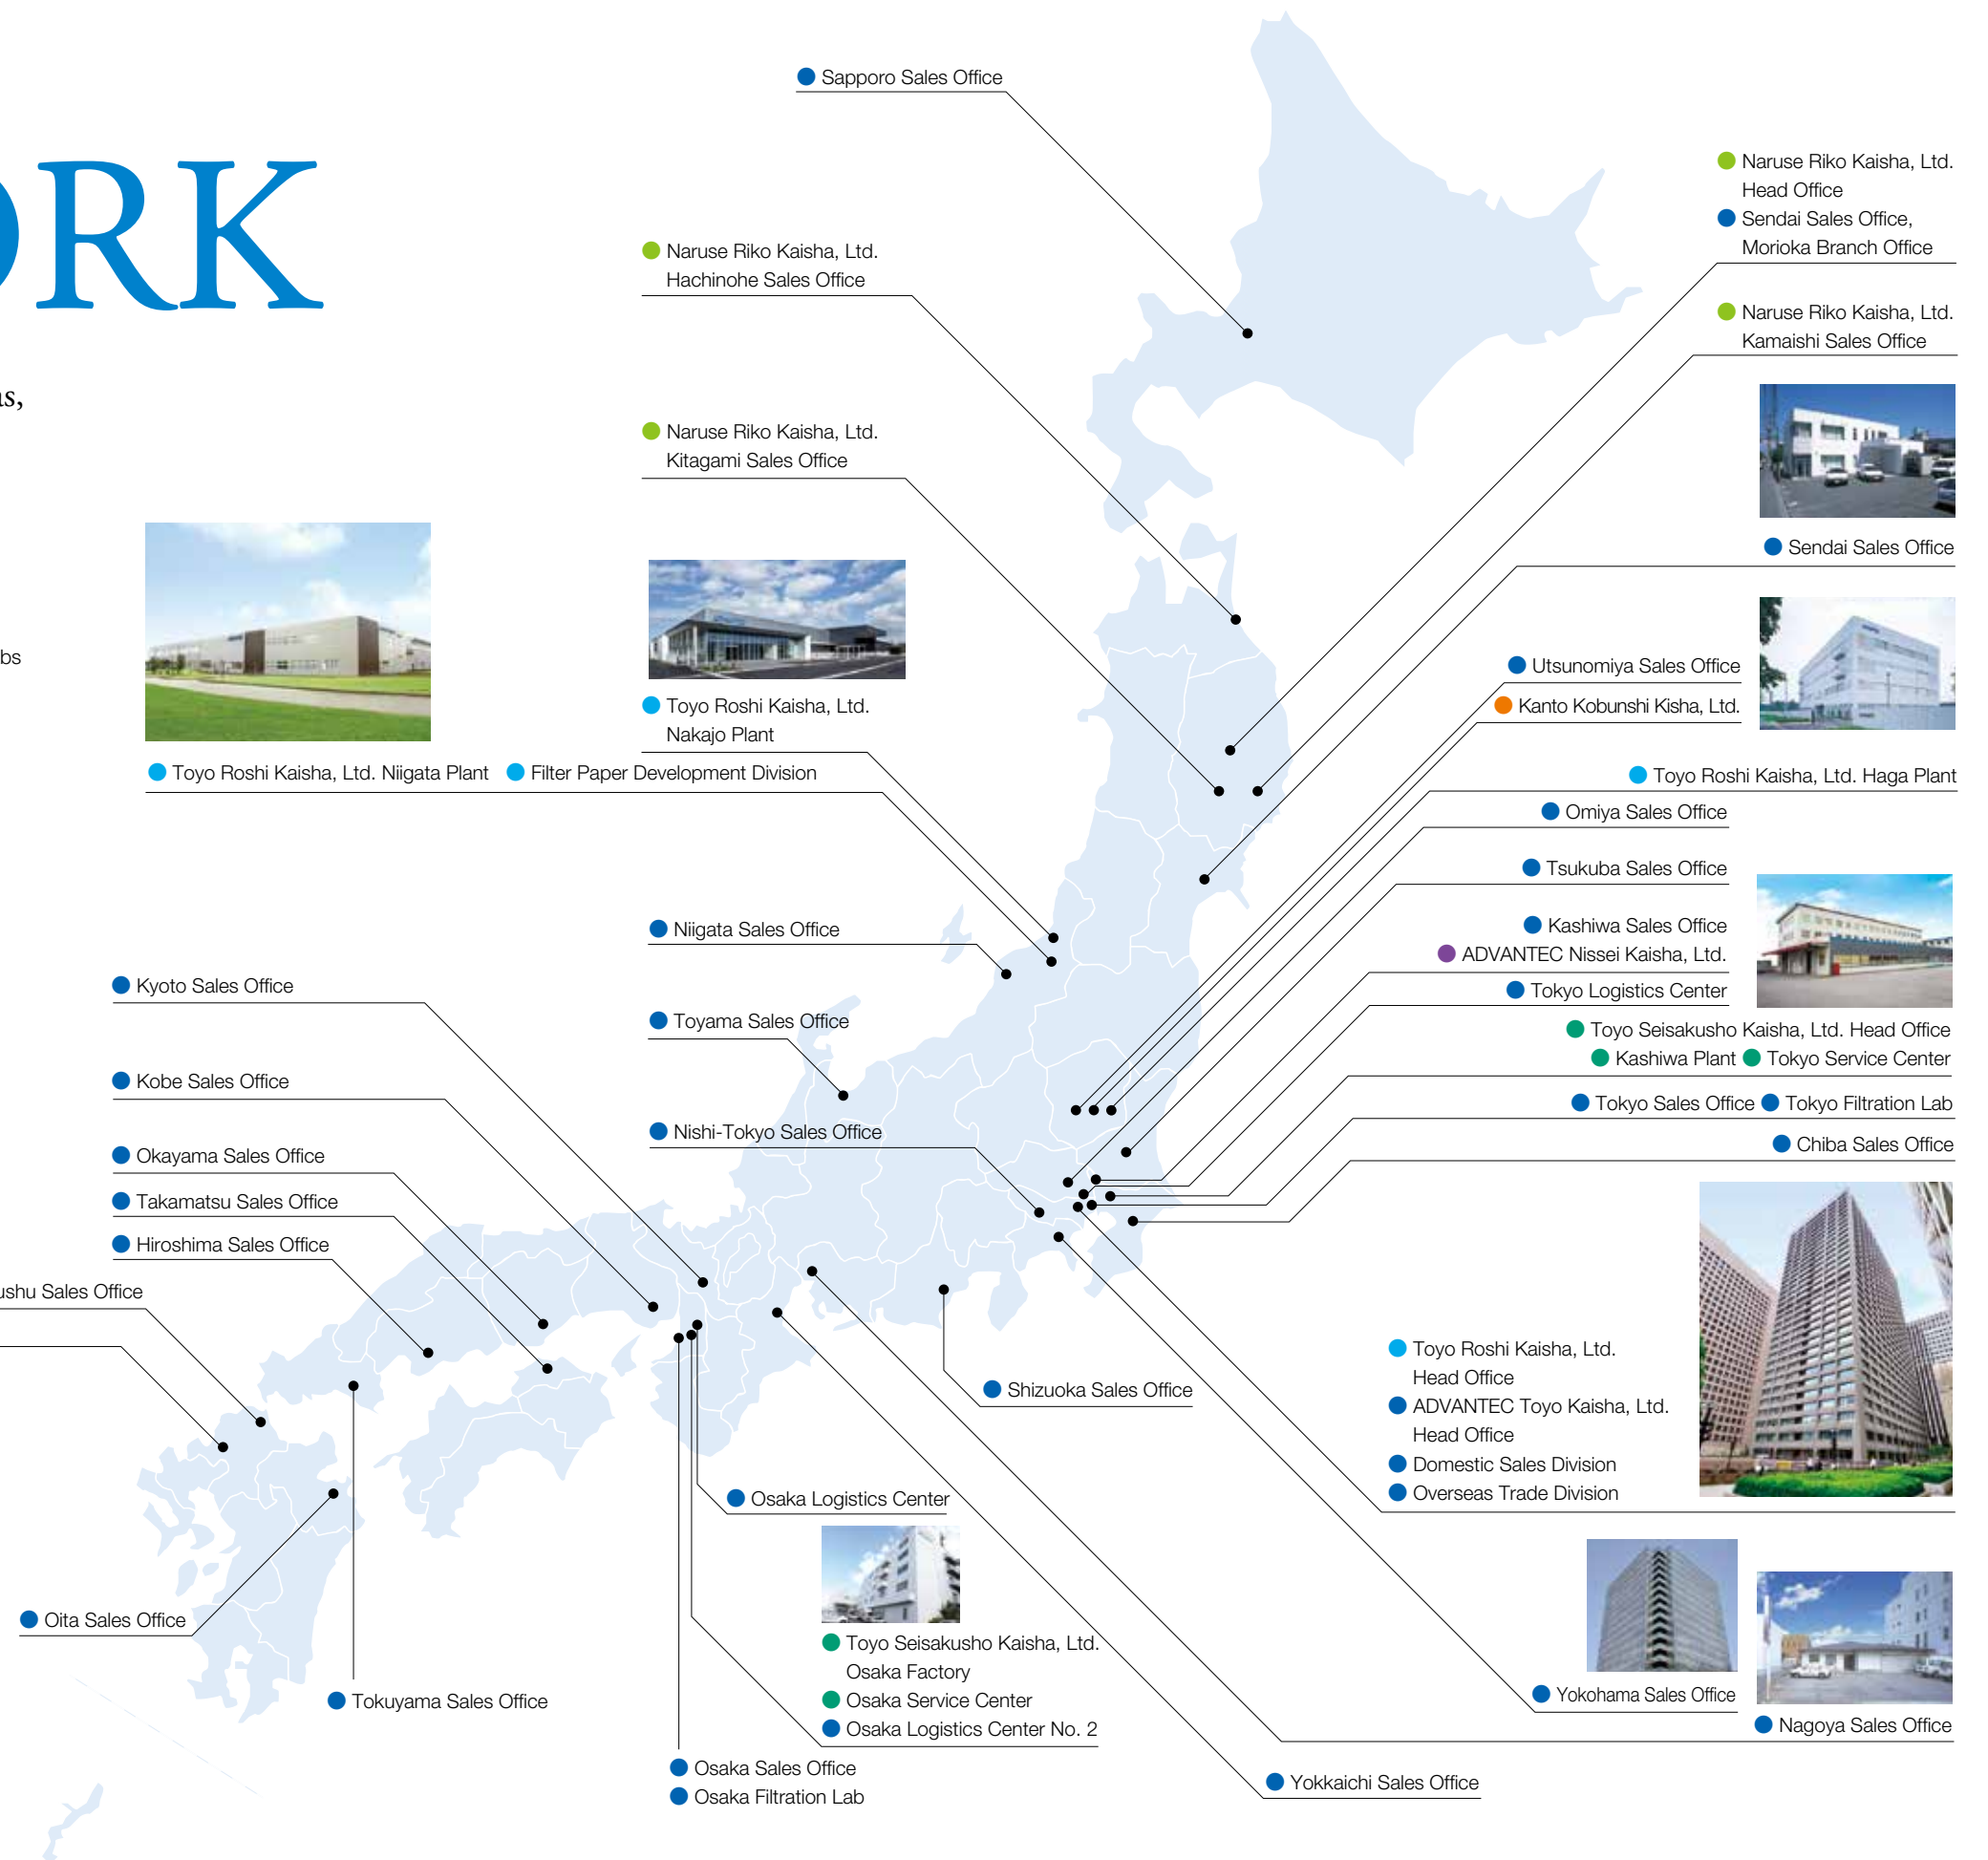 ORK
Sapporo Sales Office
Naruse Riko Kaisha, Ltd.
Head Office
Sendai Sales Office,
Morioka Branch Office
Naruse Riko Kaisha, Ltd.
Hachinohe Sales Office
Naruse Riko Kaisha, Ltd.
Kamaishi Sales Office
as,
Naruse Riko Kaisha, Ltd.
Kitagami Sales Office
Sendai Sales Office
bs
Utsunomiya Sales Office
Kanto Kobunshi Kisha, Ltd.
Toyo Roshi Kaisha, Ltd.
Nakajo Plant
Toyo Roshi Kaisha, Ltd. Niigata Plant Filter Paper Development Division
Toyo Roshi Kaisha, Ltd. Haga Plant
Omiya Sales Office
Tsukuba Sales Office
Niigata Sales Office
Kashiwa Sales Office
ADVANTEC Nissei Kaisha, Ltd.
Tokyo Logistics Center
Kyoto Sales Office
Toyama Sales Office
Toyo Seisakusho Kaisha, Ltd. Head Office
Kashiwa Plant Tokyo Service Center
Kobe Sales Office
Tokyo Sales Office Tokyo Filtration Lab
Nishi-Tokyo Sales Office
Chiba Sales Office
Okayama Sales Office
Takamatsu Sales Office
Hiroshima Sales Office
ushu Sales Office
Shizuoka Sales Office
Toyo Roshi Kaisha, Ltd.
Head Office
ADVANTEC Toyo Kaisha, Ltd.
Head Office
Domestic Sales Division
Overseas Trade Division
Osaka Logistics Center
Oita Sales Office
Toyo Seisakusho Kaisha, Ltd.
Osaka Factory
Osaka Service Center
Osaka Logistics Center No. 2
Tokuyama Sales Office
Yokohama Sales Office
Nagoya Sales Office
Osaka Sales Office
Osaka Filtration Lab
Yokkaichi Sales Office